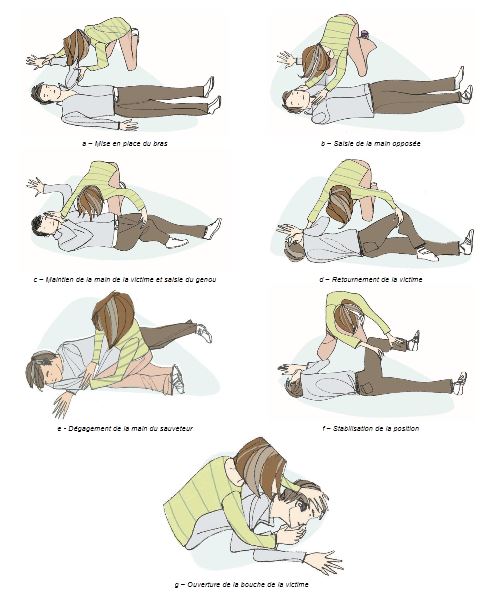 a – Mise en place du bras
b – Saisie de la main opposée
c – Maintien de la main de la victime et saisie du genou
d – Retournement de la victime
e - Dégagement de la main du sauveteur
f – Stabilisation de la position
g – Ouverture de la bouche de la victime